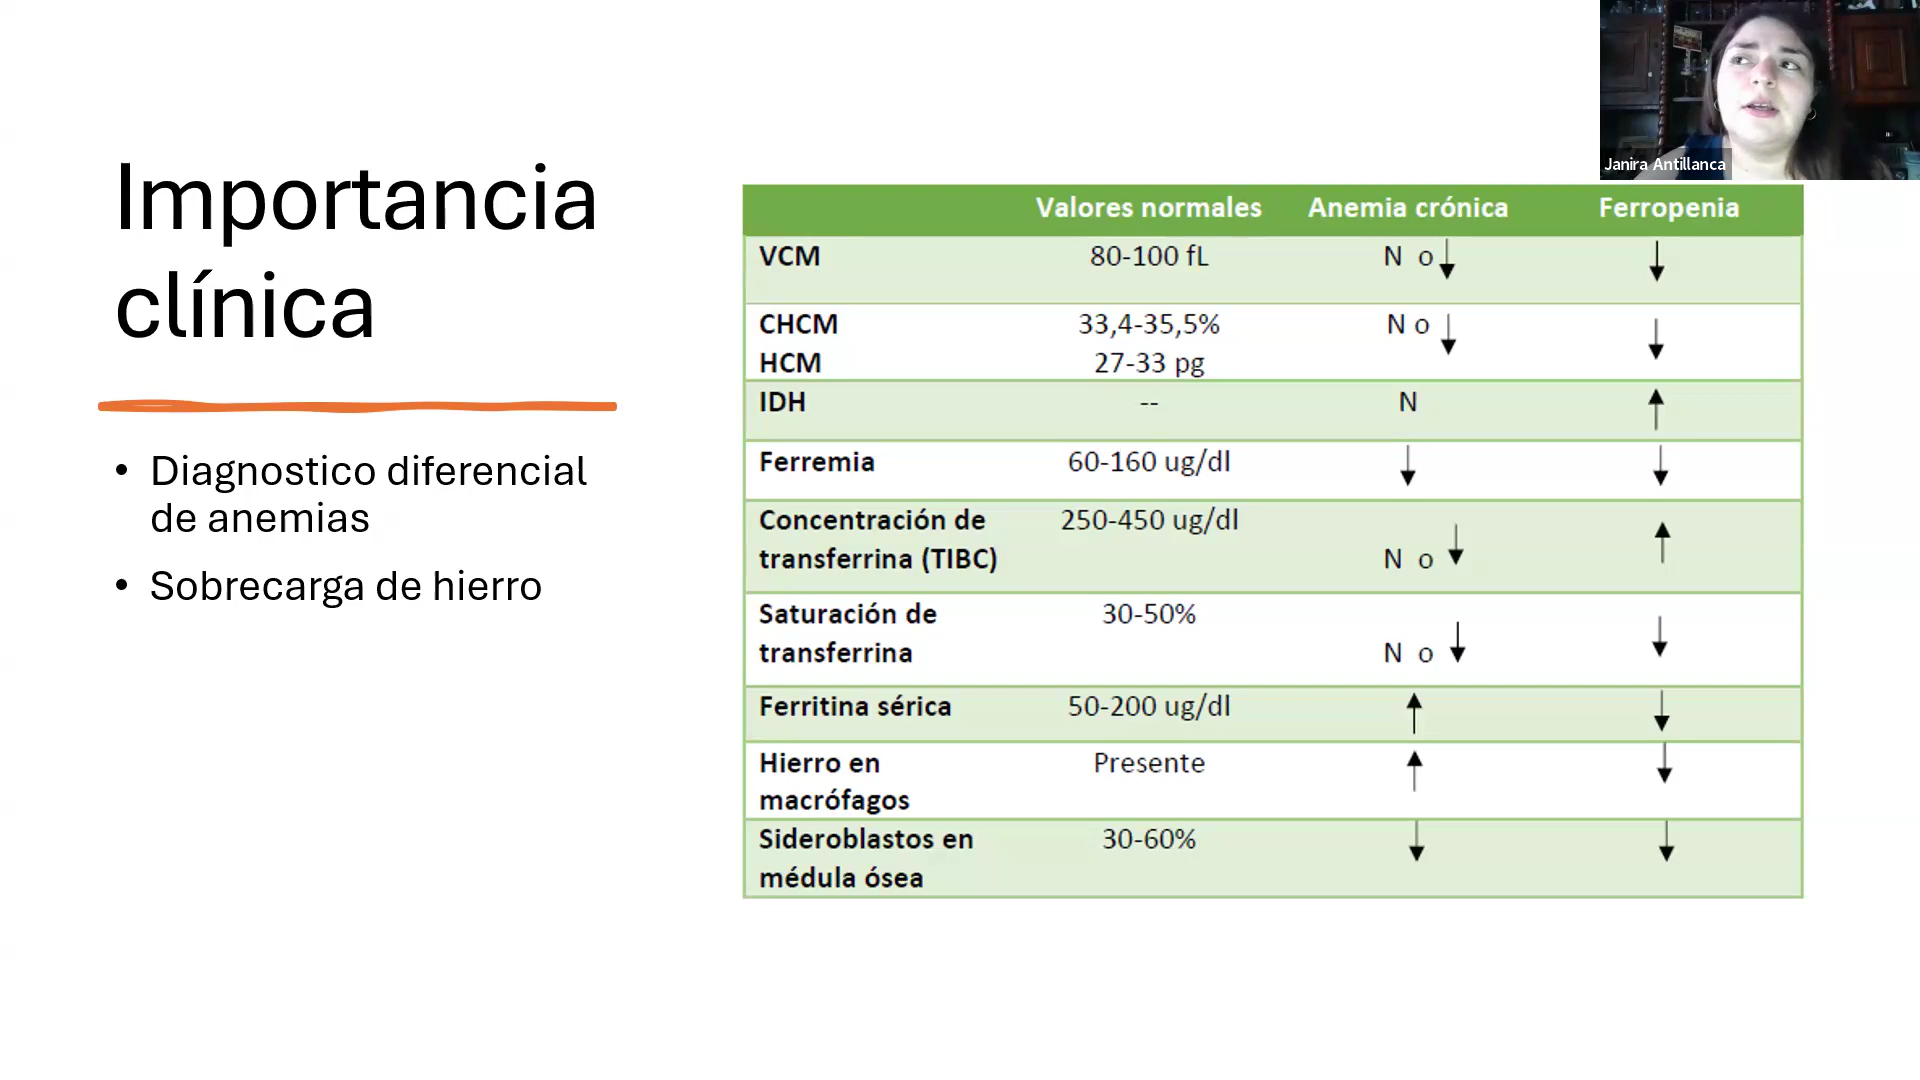 Janira Antillanca
Importancia
clínica
• Diagnostico diferencial
de anemias
• Sobrecarga de hierro
Valores normales Anemia crónica Ferropenia
VCM 80-100 fL N o ↓ ↓
CHCM 33,4-35,5% N o ↓ ↓
HCM 27-33 pg
IDH -- N ↑
Ferremia 60-160 ug/dl ↓ ↓
Concentración de 250-450 ug/dl ↑
transferrina (TIBC) N o ↓
Saturación de 30-50% ↓
transferrina N o ↓
Ferritina sérica 50-200 ug/dl ↑ ↓
Hierro en Presente ↑ ↓
macrófagos
Sideroblastos en 30-60% ↓ ↓
médula ósea